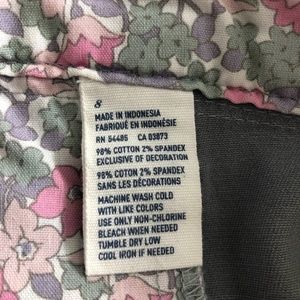 8
MADE IN INDONESIA
FABRIQUÉ EN INDONÉSIE
RN 54485 CA 03873
98% COTTON 2% SPANDEX
EXCLUSIVE OF DECORATION
98% COTON 2% SPANDEX
SANS LES DÉCORATIONS
MACHINE WASH COLD
WITH LIKE COLORS
USE ONLY NON-CHLORINE
BLEACH WHEN NEEDED
TUMBLE DRY LOW
COOL IRON IF NEEDED